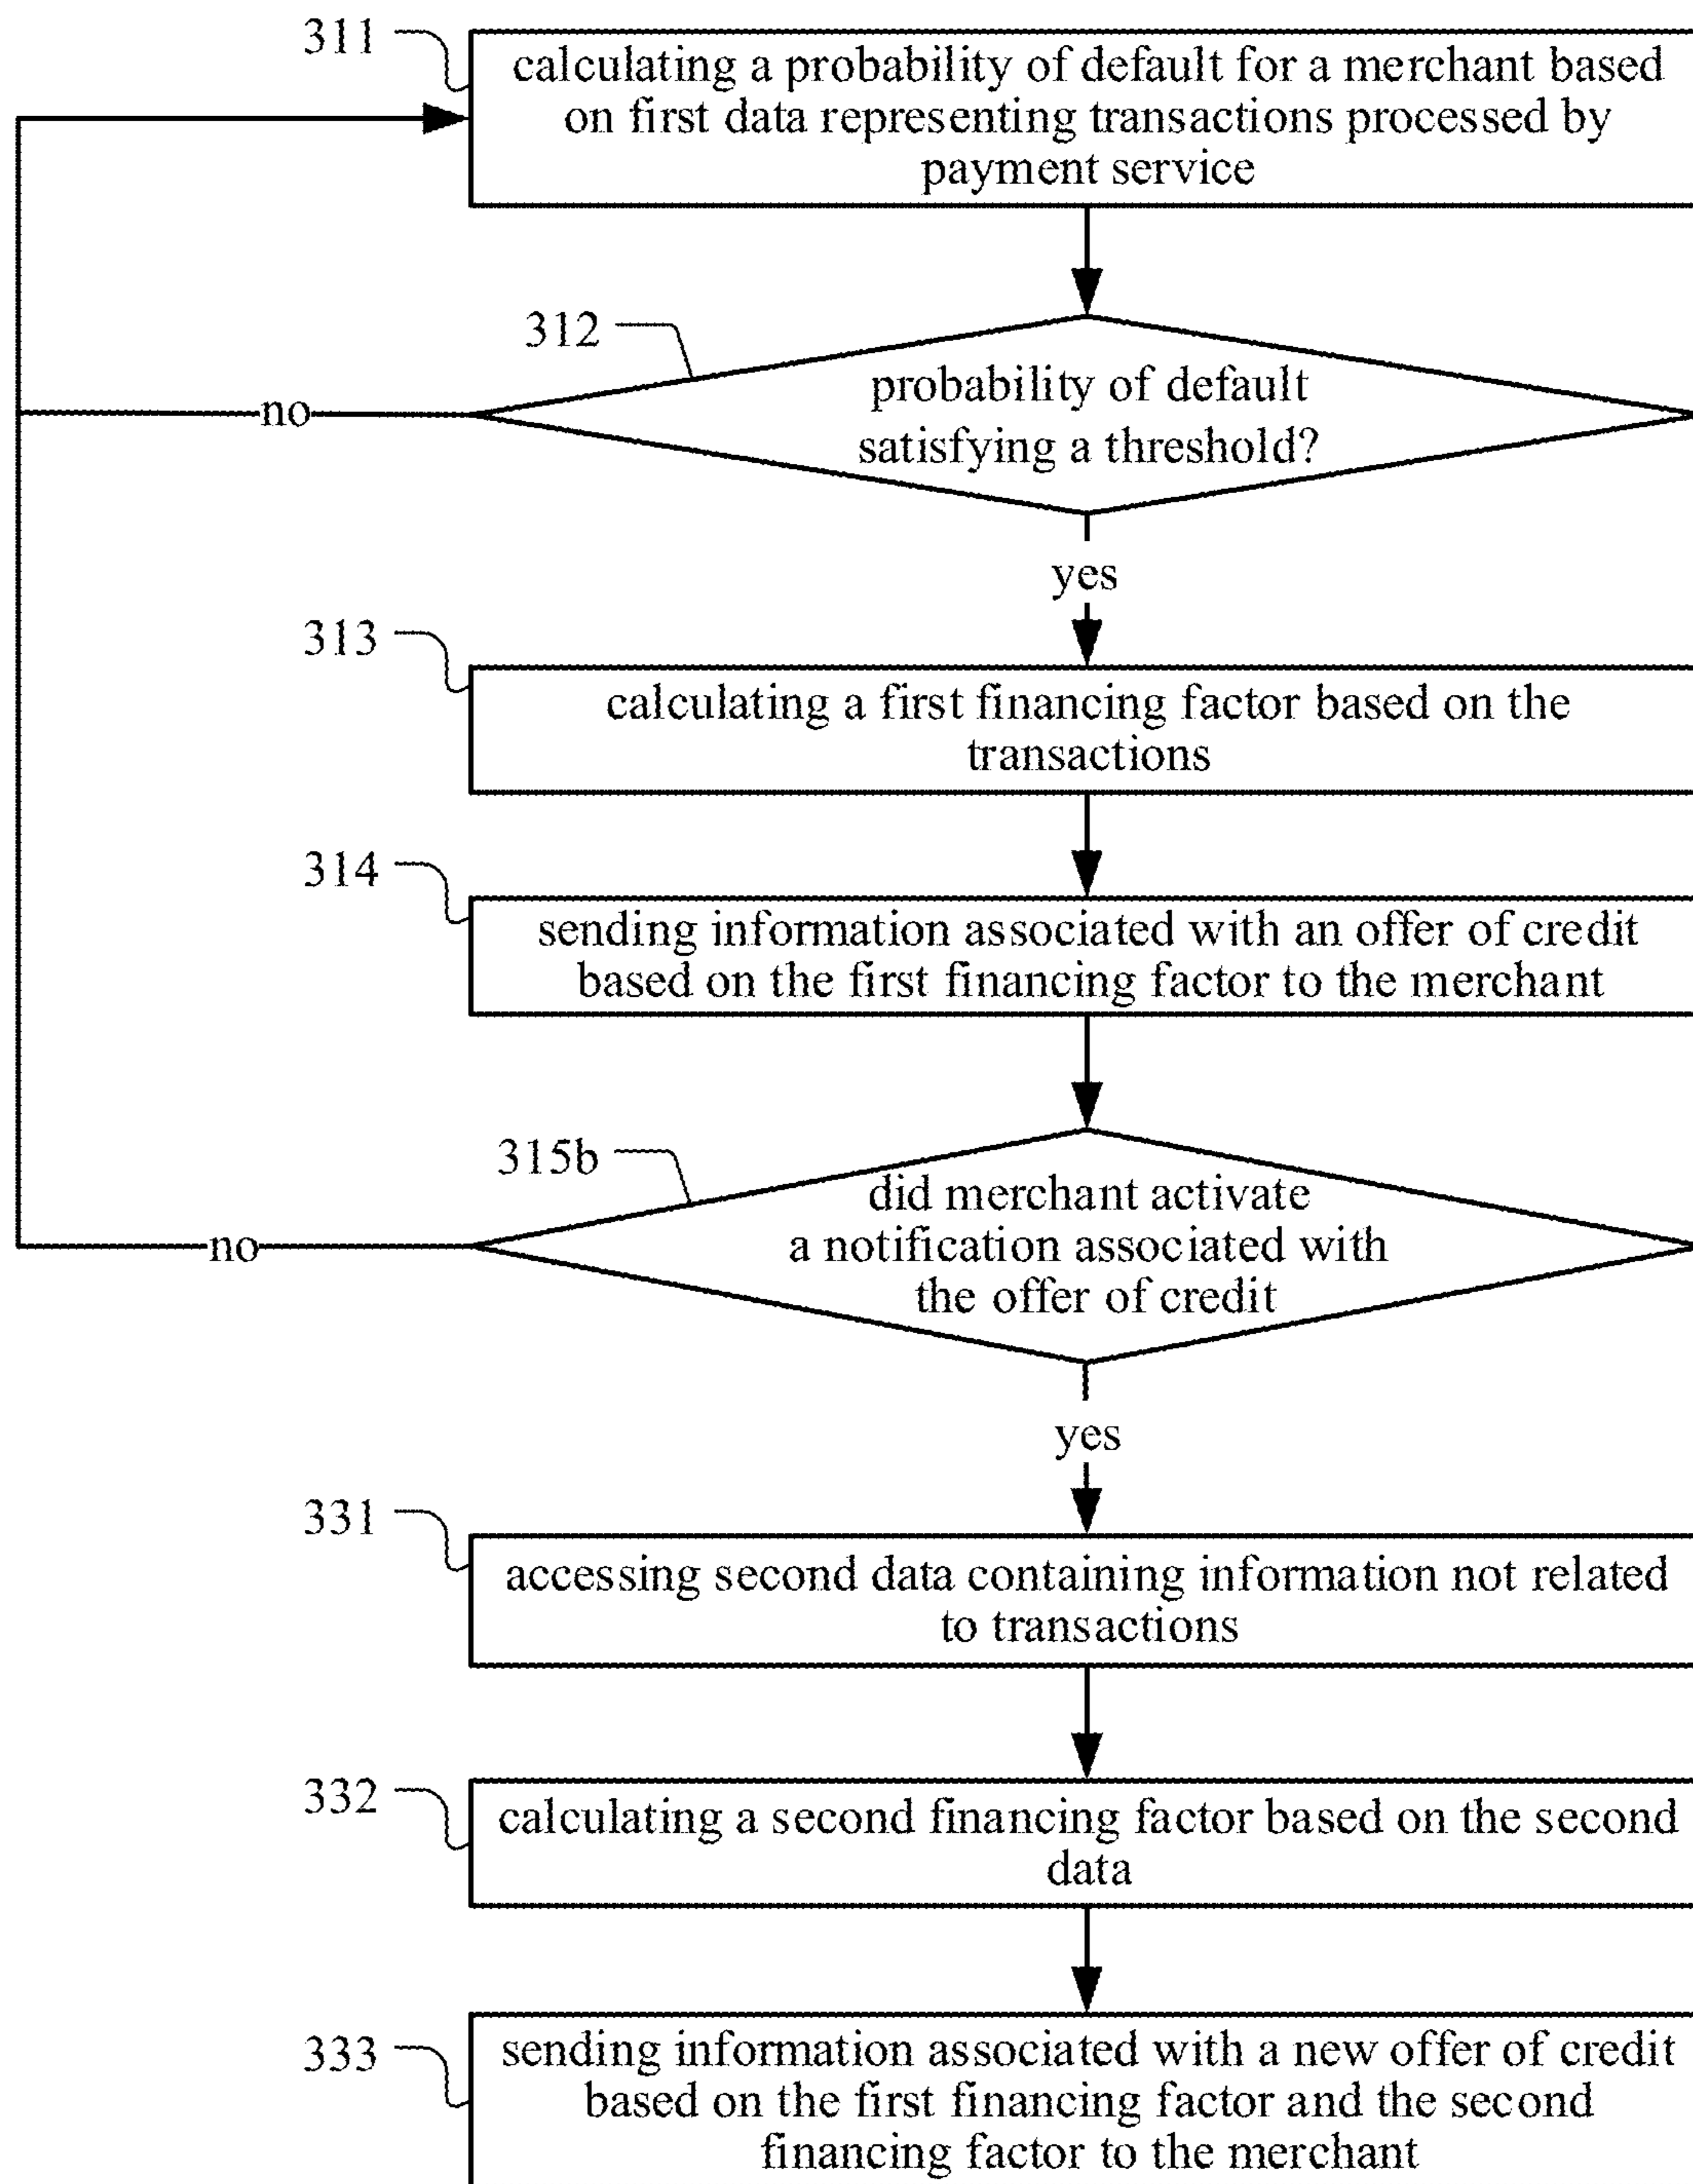 311
calculating a probability of default for a merchant based
on first data representing transactions processed by
payment service
312
probability of default
satisfying a threshold?
no
yes
313
calculating a first financing factor based on the
transactions
314
sending information associated with an offer of credit
based on the first financing factor to the merchant
315b
did merchant activate
a notification associated with
the offer of credit
no
yes
331
accessing second data containing information not related
to transactions
332
calculating a second financing factor based on the second
data
333
sending information associated with a new offer of credit
based on the first financing factor and the second
financing factor to the merchant